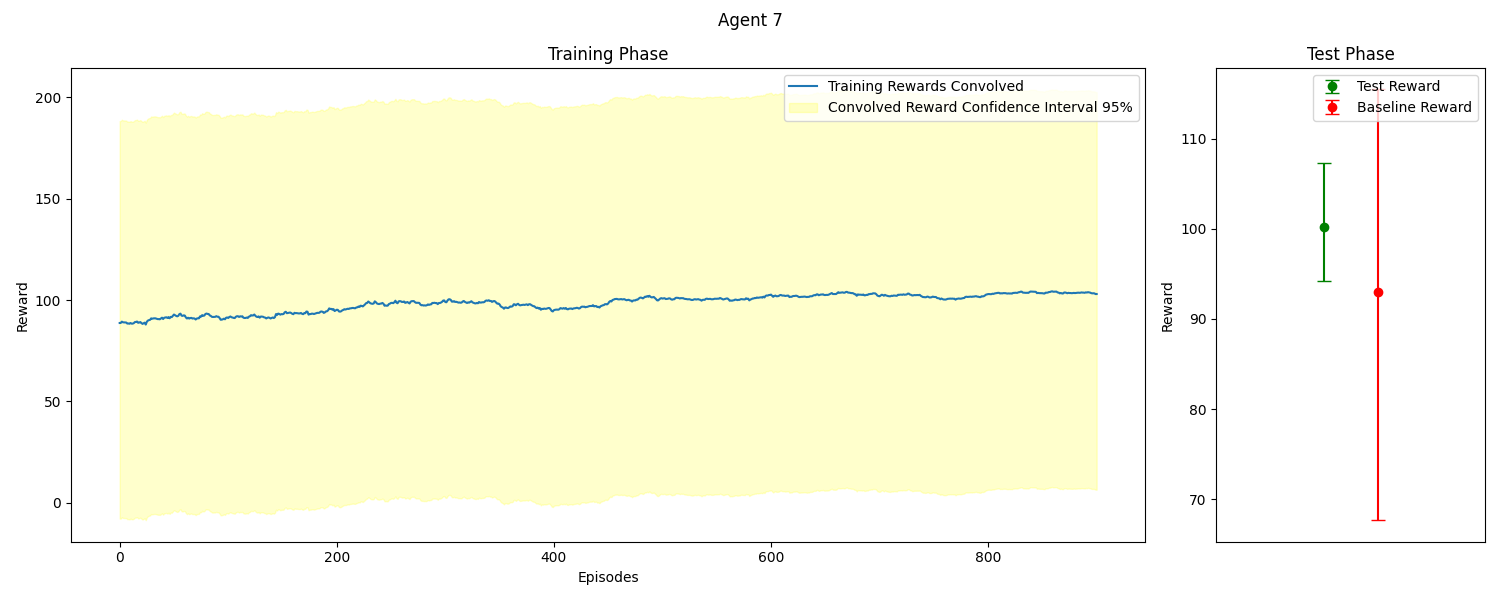 Agent 7
Training Phase
Training Rewards Convolved
Convolved Reward Confidence Interval 95%
200
150
100
50
0
Reward
0 200 400 600 800
Episodes
Test Phase
Test Reward
Baseline Reward
110
100
90
80
70
Reward